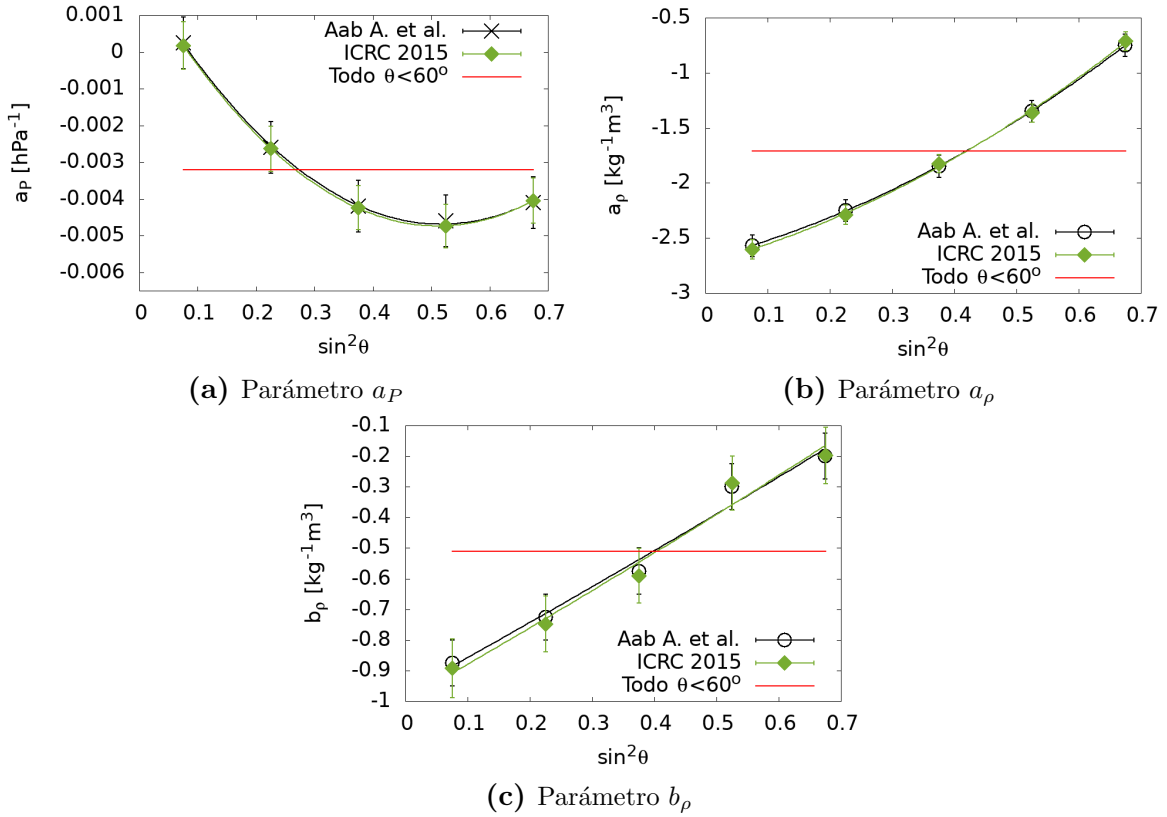 0.001
0
-0.001
-0.002
-0.003
-0.004
-0.005
-0.006
a_P [hPa⁻¹]
Aab A. et al.
ICRC 2015
Todo θ<60º
0 0.1 0.2 0.3 0.4 0.5 0.6 0.7
sin²θ
(a) Parámetro a_P
-0.5
-1
-1.5
-2
-2.5
-3
a_ρ [kg⁻¹m³]
Aab A. et al.
ICRC 2015
Todo θ<60º
0 0.1 0.2 0.3 0.4 0.5 0.6 0.7
sin²θ
(b) Parámetro a_ρ
-0.1
-0.2
-0.3
-0.4
-0.5
-0.6
-0.7
-0.8
-0.9
-1
b_ρ [kg⁻¹m³]
Aab A. et al.
ICRC 2015
Todo θ<60º
0 0.1 0.2 0.3 0.4 0.5 0.6 0.7
sin²θ
(c) Parámetro b_ρ